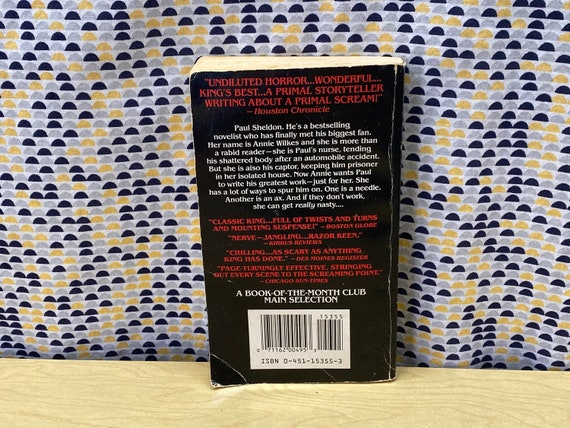 "UNDILUTED HORROR...WONDERFUL...
KING'S BEST...A PRIMAL STORYTELLER
WRITING ABOUT A PRIMAL SCREAM!"
— Houston Chronicle
Paul Sheldon. He's a bestselling
novelist who has finally met his biggest fan.
Her name is Annie Wilkes and she is more than
a rabid reader—she is Paul's nurse, tending
his shattered body after an automobile accident.
But she is also his captor, keeping him prisoner
in her isolated house. Now Annie wants Paul
to write his greatest work—just for her. She
has a lot of ways to spur him on. One is a needle.
Another is an ax. And if they don't work,
she can get really nasty....
"CLASSIC KING...FULL OF TWISTS AND TURNS
AND MOUNTING SUSPENSE!" — BOSTON GLOBE
"NERVE-JANGLING...RAZOR KEEN."
— KIRKUS REVIEWS
"CHILLING...AS SCARY AS ANYTHING
KING HAS DONE." — DES MOINES REGISTER
"PAGE-TURNINGLY EFFECTIVE, STRINGING
OUT EVERY SCENE TO THE SCREAMING POINT."
— CHICAGO SUN-TIMES
A BOOK-OF-THE-MONTH CLUB
MAIN SELECTION
15355
0 71162 00495
ISBN 0-451-15355-3